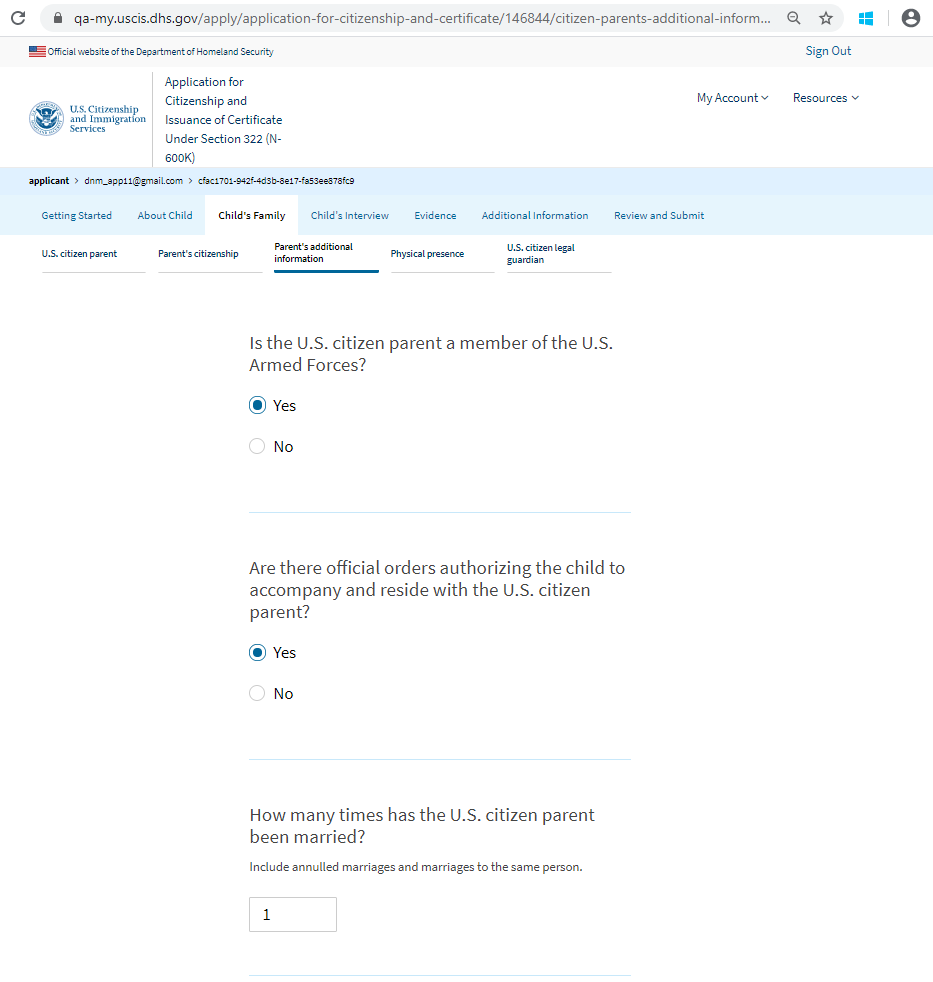 qa-my.uscis.dhs.gov/apply/application-for-citizenship-and-certificate/146844/citizen-parents-additional-inform...
Official website of the Department of Homeland Security
Sign Out
U.S. Citizenship
and Immigration
Services
Application for
Citizenship and
Issuance of Certificate
Under Section 322 (N-
600K)
My Account
Resources
applicant > dnm_app11@gmail.com > cfac1701-942f-4d3b-8e17-fa53ee878fc9
Getting Started
About Child
Child's Family
Child's Interview
Evidence
Additional Information
Review and Submit
U.S. citizen parent
Parent's citizenship
Parent's additional
information
Physical presence
U.S. citizen legal
guardian
Is the U.S. citizen parent a member of the U.S.
Armed Forces?
Yes
No
Are there official orders authorizing the child to
accompany and reside with the U.S. citizen
parent?
Yes
No
How many times has the U.S. citizen parent
been married?
Include annulled marriages and marriages to the same person.
1